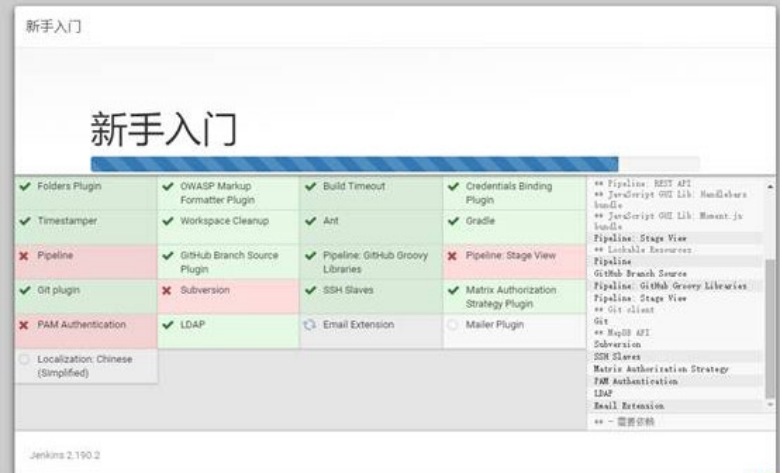 新手入门
新手入门
Folders Plugin
OWASP Markup
Formatter Plugin
Build Timeout
Credentials Binding
Plugin
Timestamper
Workspace Cleanup
Ant
Gradle
Pipeline
GitHub Branch Source
Plugin
Pipeline: GitHub Groovy
Libraries
Pipeline: Stage View
Git plugin
Subversion
SSH Slaves
Matrix Authorization
Strategy Plugin
PAM Authentication
LDAP
Email Extension
Mailer Plugin
Localization: Chinese
(Simplified)
** Pipeline: REST API
** JavaScript GUI Lib: Handlebars
bundle
** JavaScript GUI Lib: Moment.js
bundle
Pipeline: Stage View
** Lockable Resources
Pipeline
GitHub Branch Source
Pipeline: GitHub Groovy Libraries
Pipeline: Stage View
** Git client
Git
** MapDB API
Subversion
SSH Slaves
Matrix Authorization Strategy
PAM Authentication
LDAP
Email Extension
** - 需要依赖
Jenkins 2.190.2